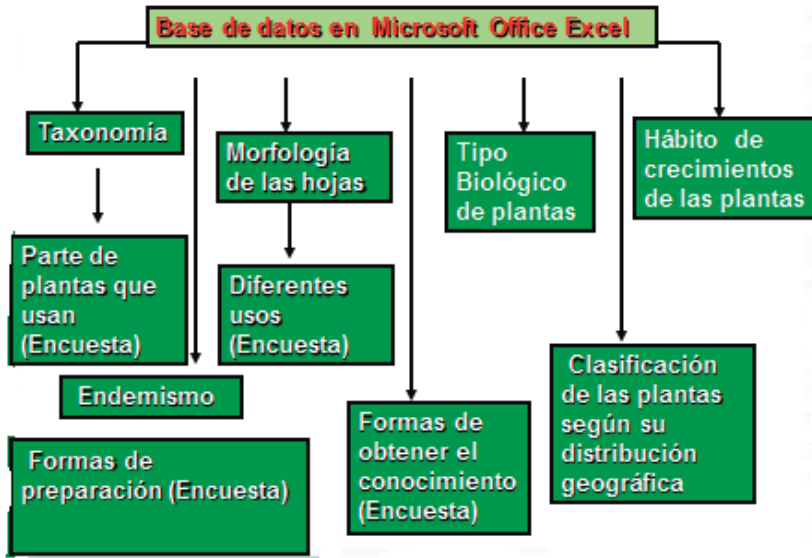 Base de datos en Microsoft Office Excel
Taxonomía
Morfología
de las hojas
Tipo
Biológico
de plantas
Hábito de
crecimientos
de las plantas
Parte de
plantas que
usan
(Encuesta)
Diferentes
usos
(Encuesta)
Endemismo
Clasificación
de las plantas
según su
distribución
geográfica
Formas de
obtener el
conocimiento
(Encuesta)
Formas de
preparación (Encuesta)